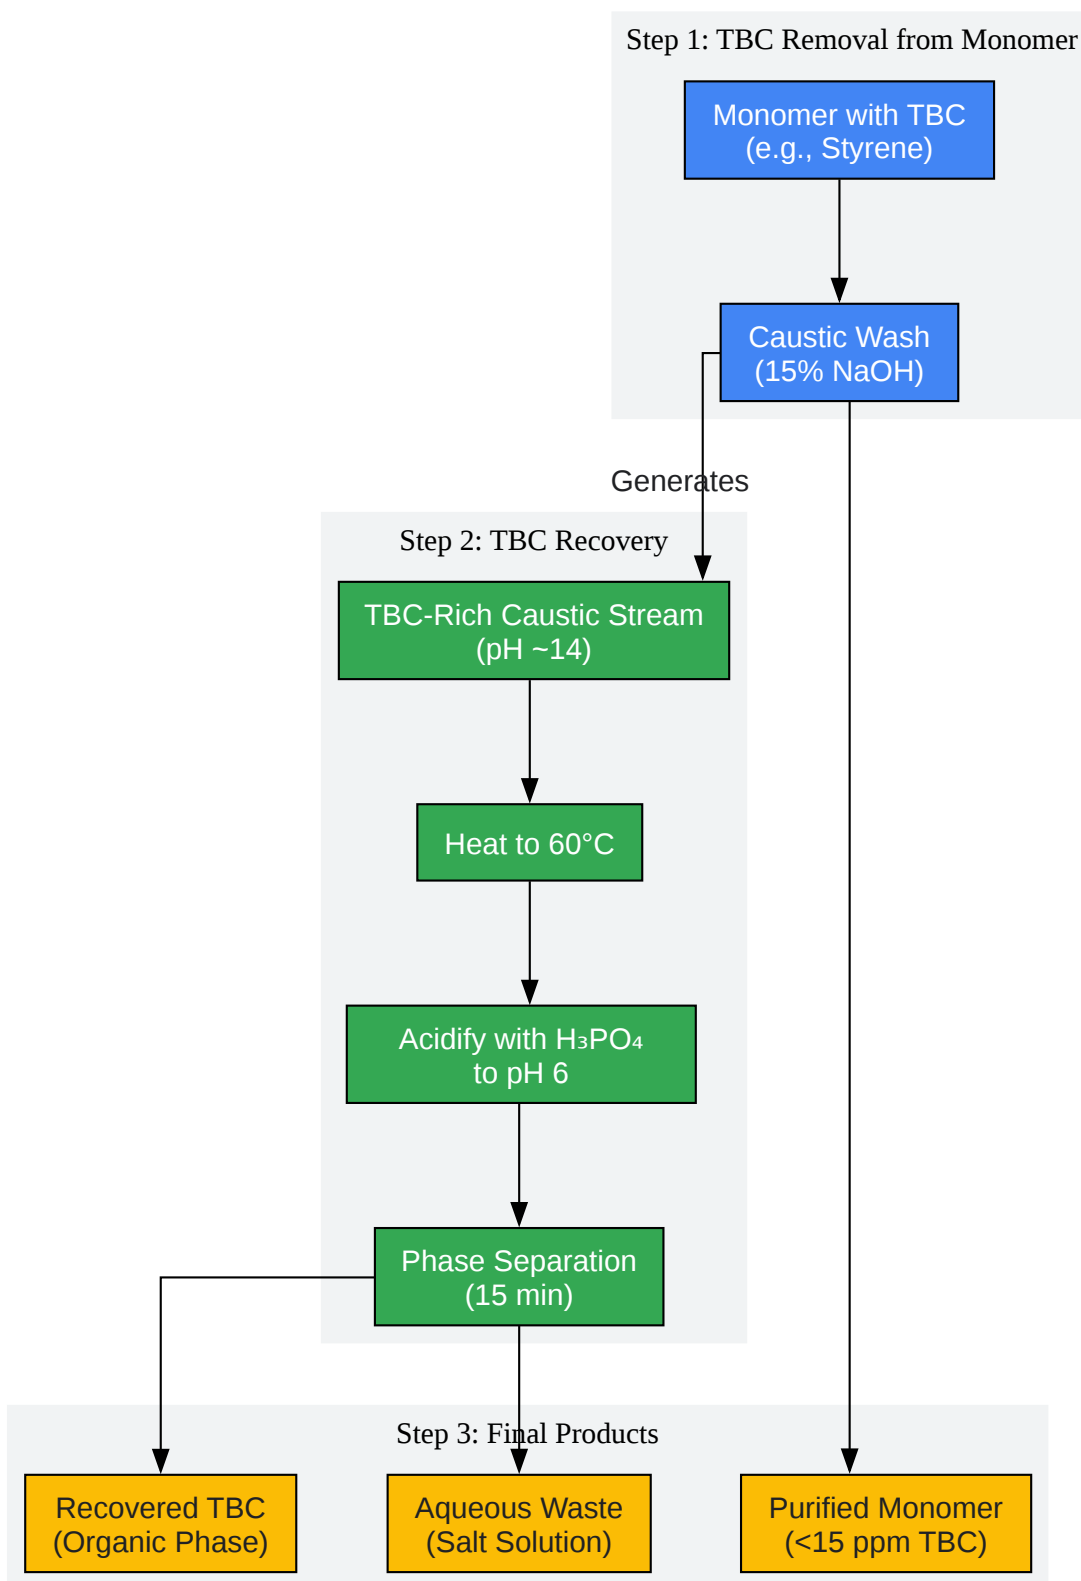 Step 1: TBC Removal from Monomer
Monomer with TBC
(e.g., Styrene)
Caustic Wash
(15% NaOH)
Generates
Step 2: TBC Recovery
TBC-Rich Caustic Stream
(pH ~14)
Heat to 60°C
Acidify with H₃PO₄
to pH 6
Phase Separation
(15 min)
Step 3: Final Products
Recovered TBC
(Organic Phase)
Aqueous Waste
(Salt Solution)
Purified Monomer
(<15 ppm TBC)